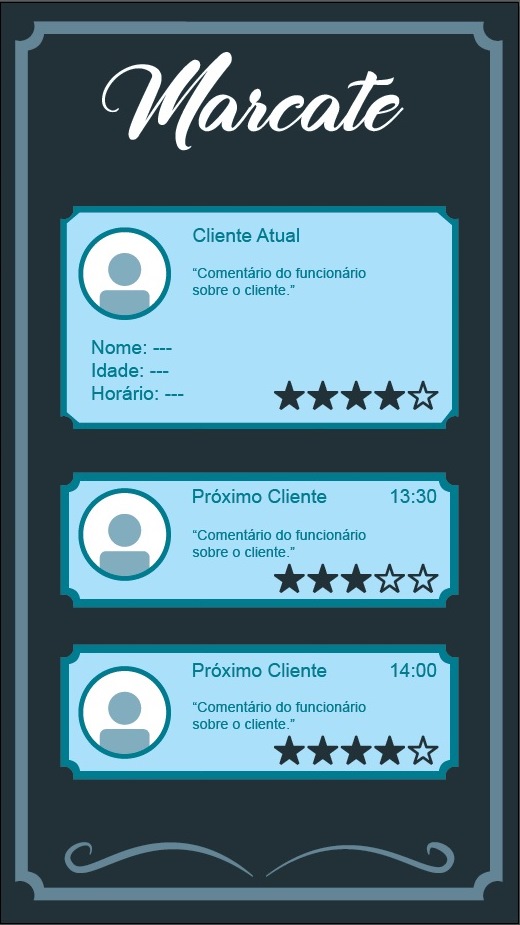 Marcate
Cliente Atual
“Comentário do funcionário
sobre o cliente.”
Nome: ---
Idade: ---
Horário: ---
Próximo Cliente 13:30
“Comentário do funcionário
sobre o cliente.”
Próximo Cliente 14:00
“Comentário do funcionário
sobre o cliente.”